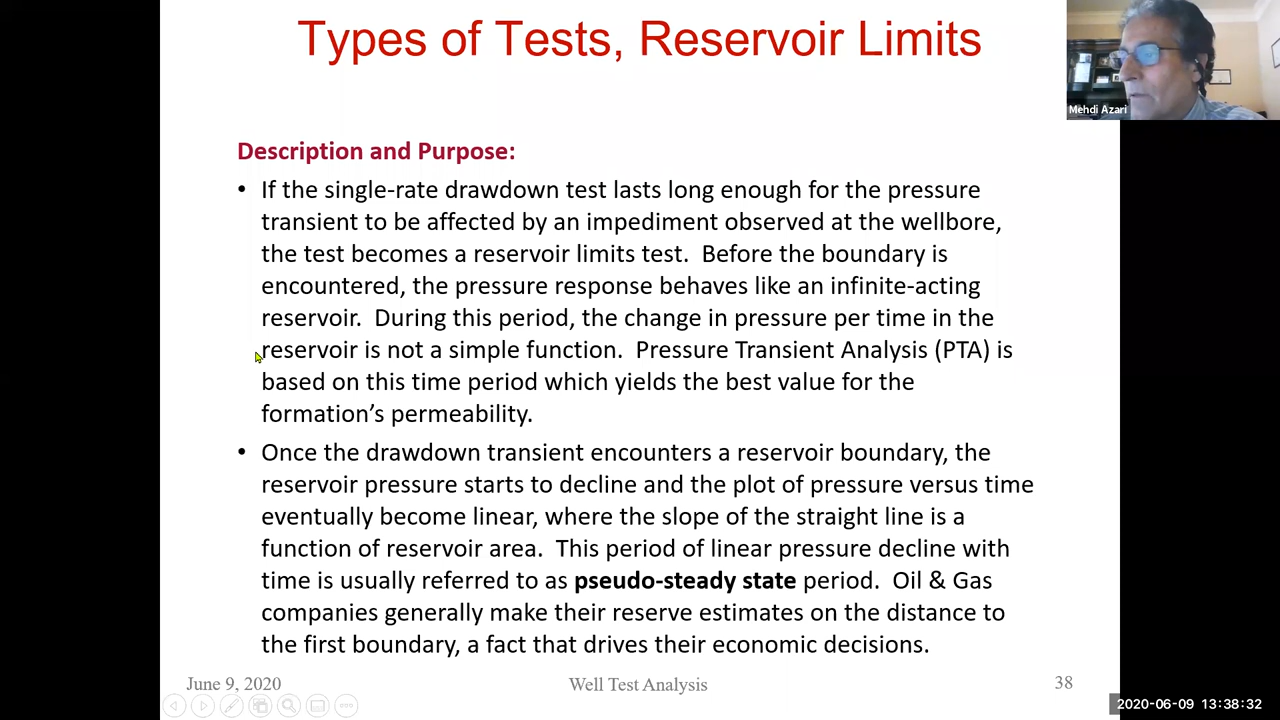 Types of Tests, Reservoir Limits
Mehdi Azari
Description and Purpose:
• If the single-rate drawdown test lasts long enough for the pressure
transient to be affected by an impediment observed at the wellbore,
the test becomes a reservoir limits test.  Before the boundary is
encountered, the pressure response behaves like an infinite-acting
reservoir.  During this period, the change in pressure per time in the
reservoir is not a simple function.  Pressure Transient Analysis (PTA) is
based on this time period which yields the best value for the
formation’s permeability.
• Once the drawdown transient encounters a reservoir boundary, the
reservoir pressure starts to decline and the plot of pressure versus time
eventually become linear, where the slope of the straight line is a
function of reservoir area.  This period of linear pressure decline with
time is usually referred to as pseudo-steady state period.  Oil & Gas
companies generally make their reserve estimates on the distance to
the first boundary, a fact that drives their economic decisions.
June 9, 2020
Well Test Analysis
38
2020-06-09 13:38:32